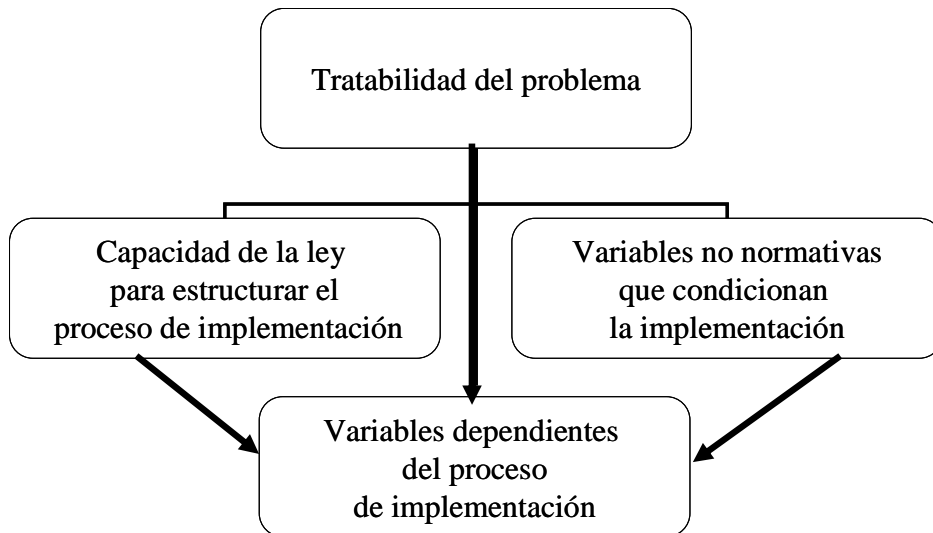 Tratabilidad del problema
Capacidad de la ley
para estructurar el
proceso de implementación
Variables no normativas
que condicionan
la implementación
Variables dependientes
del proceso
de implementación